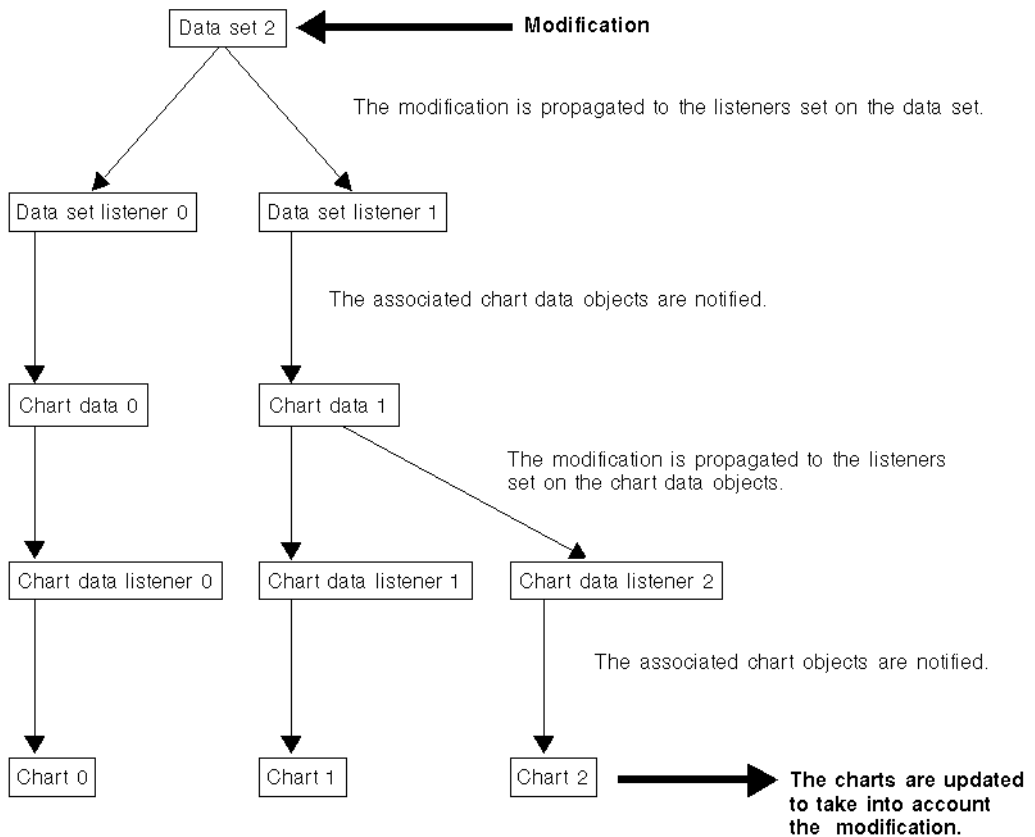 Data set 2
Modification
The modification is propagated to the listeners set on the data set.
Data set listener 0
Data set listener 1
The associated chart data objects are notified.
Chart data 0
Chart data 1
The modification is propagated to the listeners
set on the chart data objects.
Chart data listener 0
Chart data listener 1
Chart data listener 2
The associated chart objects are notified.
Chart 0
Chart 1
Chart 2
The charts are updated
to take into account
the modification.